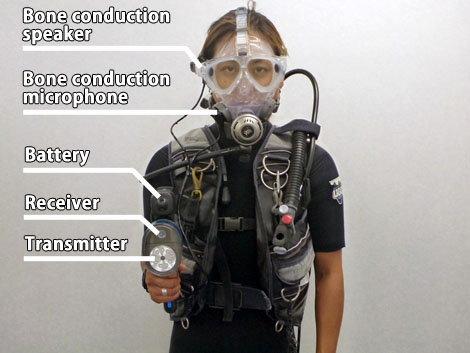 Bone conduction
speaker
Bone conduction
microphone
Battery
Receiver
Transmitter